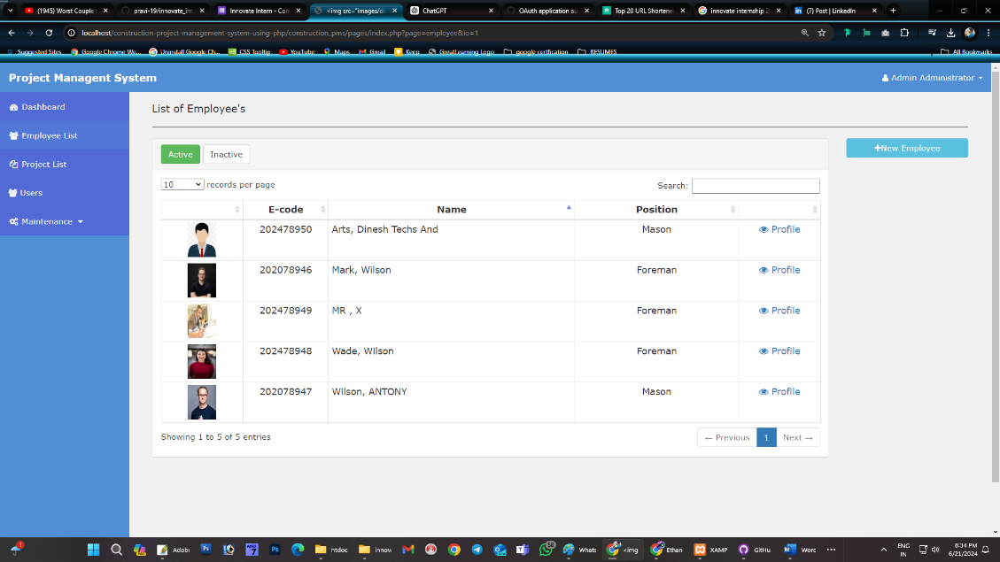 (1945) Worst Couple
pravi-19/innovate_in
Innovate Intern - Con
<img src="images/d
ChatGPT
OAuth application au
Top 20 URL Shortene
innovate internship 2
(7) Post | LinkedIn
localhost/construction-project-management-system-using-php/construction_pms/pages/index.php?page=employee&io=1
Suggested Sites
Google Chrome We...
Uninstall Google Ch...
CSS Tooltip
YouTube
Maps
Gmail
Keep
GreatLearning Logo
google certfication
RESUMES
All Bookmarks
Project Managent System
Admin Administrator
Dashboard
Employee List
Project List
Users
Maintenance
List of Employee's
Active Inactive
+New Employee
10 records per page
Search:
E-code Name Position
202478950 Arts, Dinesh Techs And Mason Profile
202078946 Mark, Wilson Foreman Profile
202478949 MR , X Foreman Profile
202478948 Wade, Wilson Foreman Profile
202078947 Wilson, ANTONY Mason Profile
Showing 1 to 5 of 5 entries
← Previous 1 Next →
Adob
htdoc
innov
Whats
<img
Ethan
XAMP
GitHu
Worc
ENG
IN
8:34 PM
6/21/2024